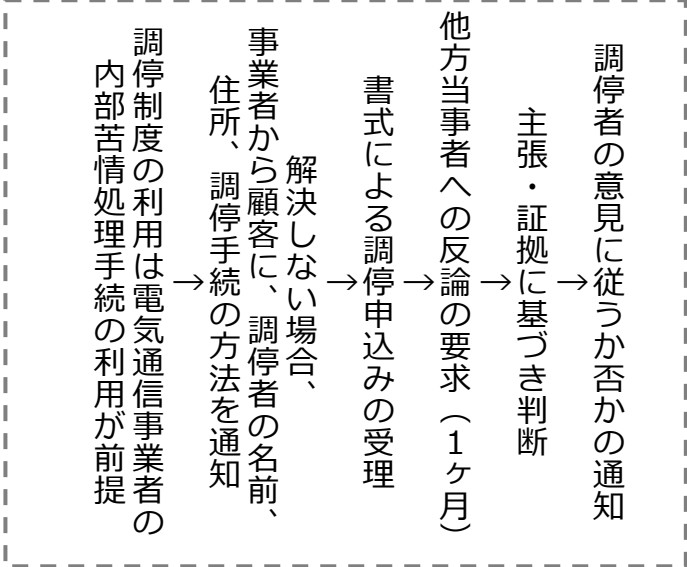 調停制度の利用は電気通信事業者の
内部苦情処理手続の利用が前提
→
解決しない場合、
事業者から顧客に、調停者の名前、
住所、調停手続の方法を通知
→
書式による調停申込みの受理
→
他方当事者への反論の要求（１ヶ月）
→
主張・証拠に基づき判断
→
調停者の意見に従うか否かの通知